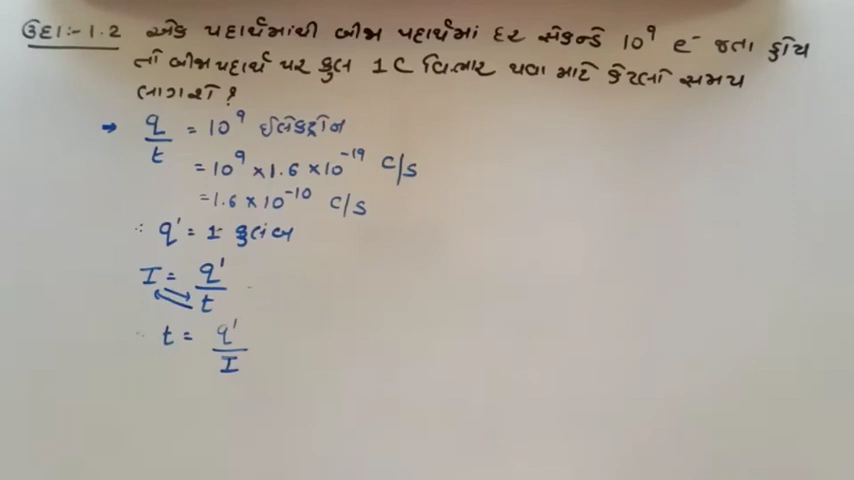 ઉદા:- 1.2 એક પદાર્થમાંથી બીજા પદાર્થમાં દર સેકન્ડે 10⁹ e⁻ જતા હોય
તો બીજા પદાર્થ પર કુલ 1 C વિજભાર થવા માટે કેટલો સમય
લાગશે ?
→ q/t = 10⁹ ઈલેક્ટ્રોન
= 10⁹ × 1.6 × 10⁻¹⁹ C/S
= 1.6 × 10⁻¹⁰ C/S
∴ q' = 1 કુલંબ
I = q'/t
∴ t = q'/I